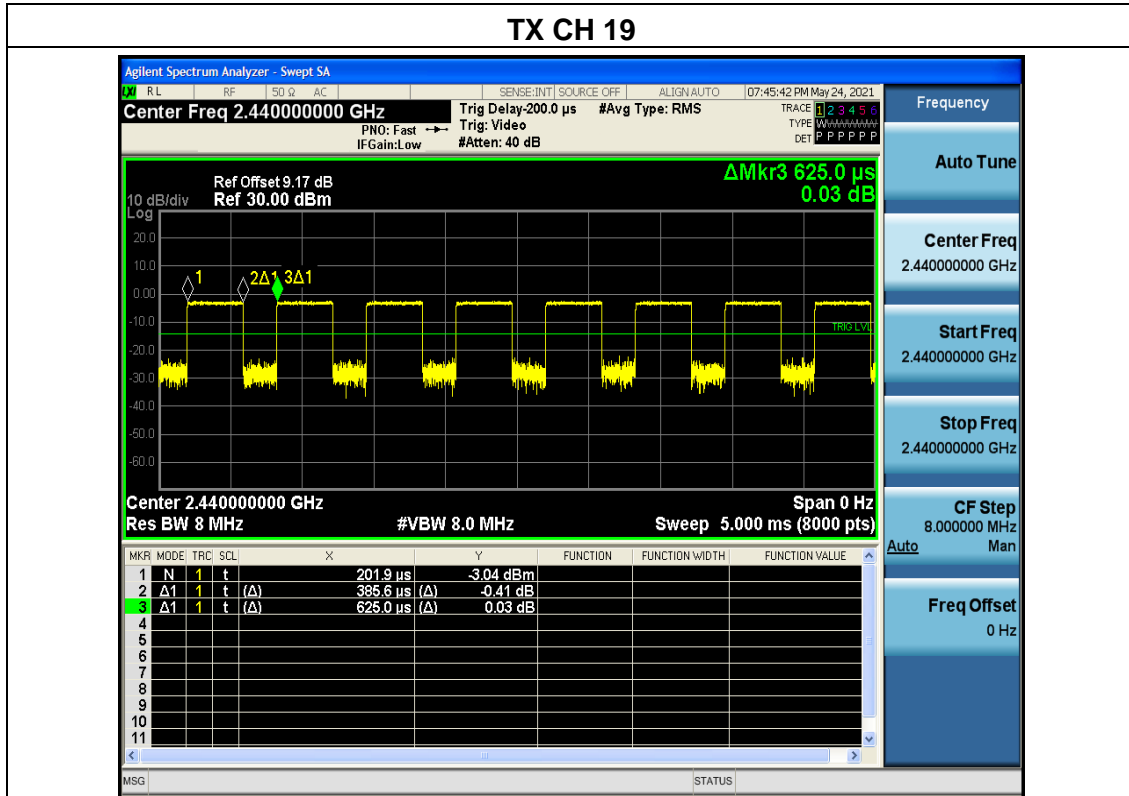 TX CH 19
Agilent Spectrum Analyzer - Swept SA
LXI RL RF 50 Ω AC SENSE:INT SOURCE OFF ALIGN AUTO 07:45:42 PM May 24, 2021
Center Freq 2.440000000 GHz
PNO: Fast
IFGain:Low
Trig Delay-200.0 µs
Trig: Video
#Atten: 40 dB
#Avg Type: RMS
TRACE 1 2 3 4 5 6
TYPE
DET P P P P P P
ΔMkr3 625.0 µs
0.03 dB
Ref Offset 9.17 dB
10 dB/div Ref 30.00 dBm
Log
20.0
10.0
0.00
-10.0
-20.0
-30.0
-40.0
-50.0
-60.0
1
2Δ1
3Δ1
TRIG LVL
Center 2.440000000 GHz Span 0 Hz
Res BW 8 MHz #VBW 8.0 MHz Sweep 5.000 ms (8000 pts)
MKR MODE TRC SCL X Y FUNCTION FUNCTION WIDTH FUNCTION VALUE
1 N 1 t 201.9 µs -3.04 dBm
2 Δ1 1 t (Δ) 385.6 µs (Δ) -0.41 dB
3 Δ1 1 t (Δ) 625.0 µs (Δ) 0.03 dB
4
5
6
7
8
9
10
11
MSG STATUS
Frequency
Auto Tune
Center Freq
2.440000000 GHz
Start Freq
2.440000000 GHz
Stop Freq
2.440000000 GHz
CF Step
8.000000 MHz
Auto Man
Freq Offset
0 Hz